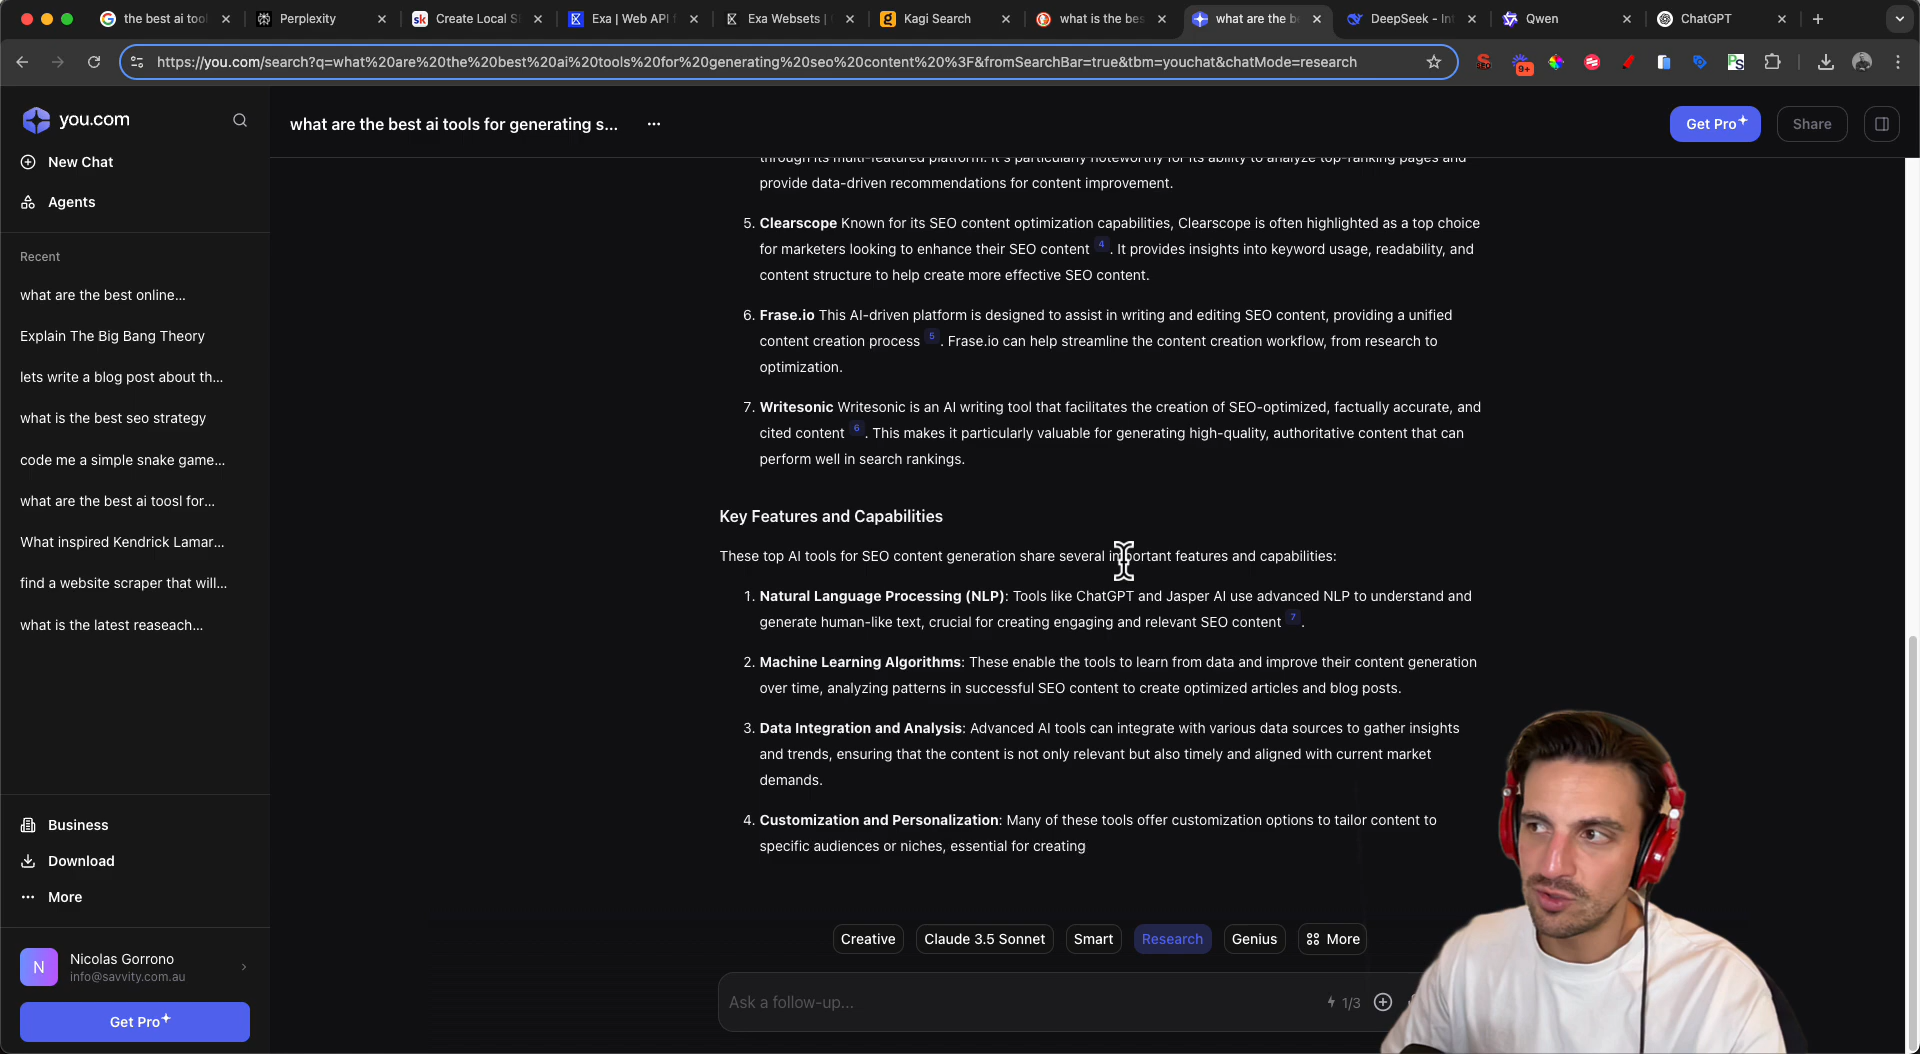 the best ai tool
Perplexity
Create Local S
Exa | Web API f
Exa Websets |
Kagi Search
what is the bes
what are the b
DeepSeek - Int
Qwen
ChatGPT
https://you.com/search?q=what%20are%20the%20best%20ai%20tools%20for%20generating%20seo%20content%20%3F&fromSearchBar=true&tbm=youchat&chatMode=research
9+
you.com
New Chat
Agents
Recent
what are the best online...
Explain The Big Bang Theory
lets write a blog post about th...
what is the best seo strategy
code me a simple snake game...
what are the best ai toosl for...
What inspired Kendrick Lamar...
find a website scraper that will...
what is the latest reaseach...
Business
Download
More
N
Nicolas Gorrono
info@savvity.com.au
Get Pro
what are the best ai tools for generating s...
Get Pro
Share
through its multi-featured platform. It's particularly noteworthy for its ability to analyze top-ranking pages and
provide data-driven recommendations for content improvement.
5. Clearscope Known for its SEO content optimization capabilities, Clearscope is often highlighted as a top choice
for marketers looking to enhance their SEO content 4 . It provides insights into keyword usage, readability, and
content structure to help create more effective SEO content.
6. Frase.io This AI-driven platform is designed to assist in writing and editing SEO content, providing a unified
content creation process 5 . Frase.io can help streamline the content creation workflow, from research to
optimization.
7. Writesonic Writesonic is an AI writing tool that facilitates the creation of SEO-optimized, factually accurate, and
cited content 6 . This makes it particularly valuable for generating high-quality, authoritative content that can
perform well in search rankings.
Key Features and Capabilities
These top AI tools for SEO content generation share several important features and capabilities:
1. Natural Language Processing (NLP): Tools like ChatGPT and Jasper AI use advanced NLP to understand and
generate human-like text, crucial for creating engaging and relevant SEO content 7 .
2. Machine Learning Algorithms: These enable the tools to learn from data and improve their content generation
over time, analyzing patterns in successful SEO content to create optimized articles and blog posts.
3. Data Integration and Analysis: Advanced AI tools can integrate with various data sources to gather insights
and trends, ensuring that the content is not only relevant but also timely and aligned with current market
demands.
4. Customization and Personalization: Many of these tools offer customization options to tailor content to
specific audiences or niches, essential for creating
Creative
Claude 3.5 Sonnet
Smart
Research
Genius
More
Ask a follow-up...
1/3